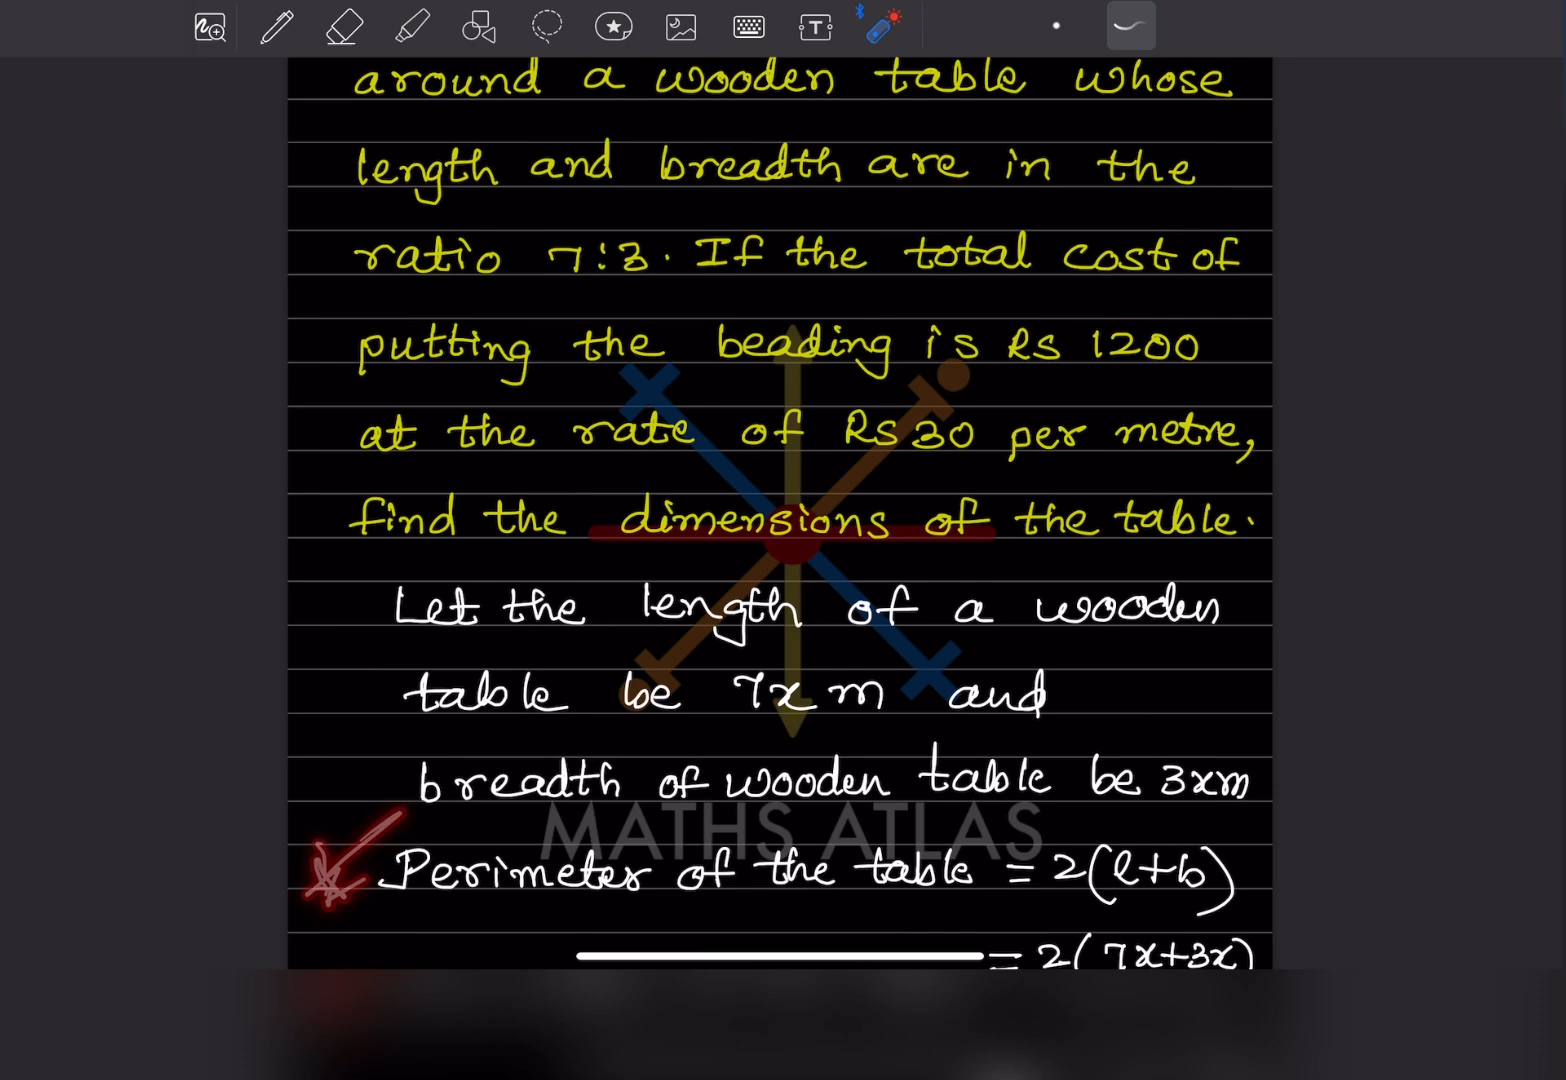 around a wooden table whose
length and breadth are in the
ratio 7:3. If the total cost of
putting the beading is Rs 1200
at the rate of Rs 30 per metre,
find the dimensions of the table.
Let the length of a wooden
table be 7x m and
breadth of wooden table be 3xm
MATHS ATLAS
Perimeter of the table = 2(l+b)
= 2(7x+3x)